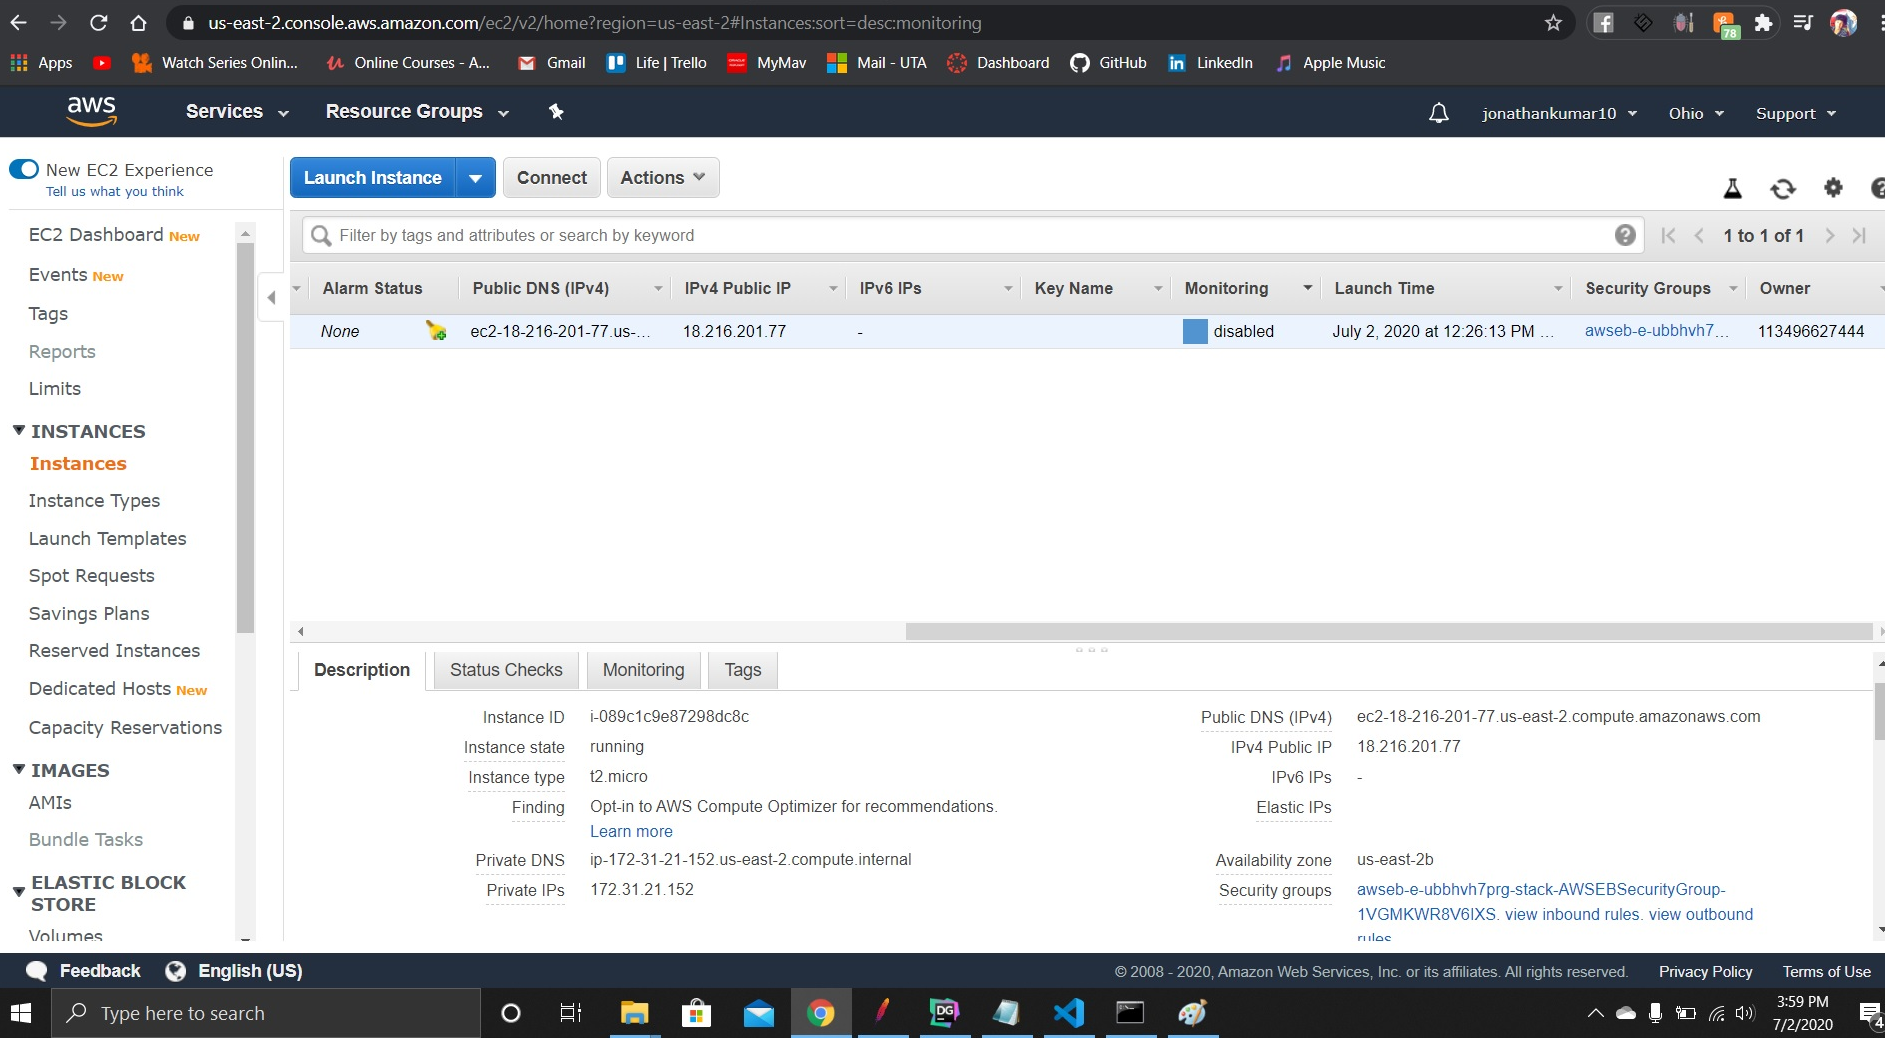 us-east-2.console.aws.amazon.com/ec2/v2/home?region=us-east-2#Instances:sort=desc:monitoring
78
Apps Watch Series Onlin... Online Courses - A... Gmail Life | Trello MyMav Mail - UTA Dashboard GitHub LinkedIn Apple Music
aws Services Resource Groups jonathankumar10 Ohio Support
New EC2 Experience
Tell us what you think
Launch Instance Connect Actions
EC2 Dashboard New
Events New
Tags
Reports
Limits
INSTANCES
Instances
Instance Types
Launch Templates
Spot Requests
Savings Plans
Reserved Instances
Dedicated Hosts New
Capacity Reservations
IMAGES
AMIs
Bundle Tasks
ELASTIC BLOCK
STORE
Volumes
Filter by tags and attributes or search by keyword
1 to 1 of 1
Alarm Status Public DNS (IPv4) IPv4 Public IP IPv6 IPs Key Name Monitoring Launch Time Security Groups Owner
None ec2-18-216-201-77.us-... 18.216.201.77 - disabled July 2, 2020 at 12:26:13 PM ... awseb-e-ubbhvh7... 113496627444
Description Status Checks Monitoring Tags
Instance ID i-089c1c9e87298dc8c
Instance state running
Instance type t2.micro
Finding Opt-in to AWS Compute Optimizer for recommendations.
Learn more
Private DNS ip-172-31-21-152.us-east-2.compute.internal
Private IPs 172.31.21.152
Public DNS (IPv4) ec2-18-216-201-77.us-east-2.compute.amazonaws.com
IPv4 Public IP 18.216.201.77
IPv6 IPs -
Elastic IPs
Availability zone us-east-2b
Security groups awseb-e-ubbhvh7prg-stack-AWSEBSecurityGroup-
1VGMKWR8V6IXS. view inbound rules. view outbound
rules
Feedback English (US) © 2008 - 2020, Amazon Web Services, Inc. or its affiliates. All rights reserved. Privacy Policy Terms of Use
Type here to search
DG
3:59 PM
7/2/2020
4